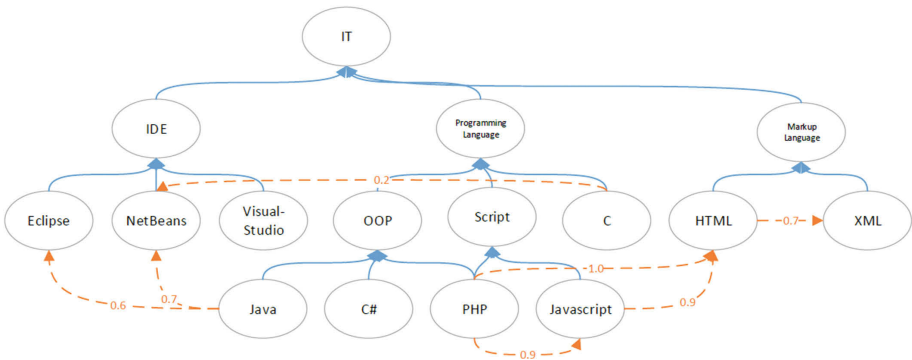 IT
IDE
Programming
Language
Markup
Language
0.2
Eclipse
NetBeans
Visual-
Studio
OOP
Script
C
HTML
0.7
XML
1.0
0.6
0.7
Java
C#
PHP
Javascript
0.9
0.9